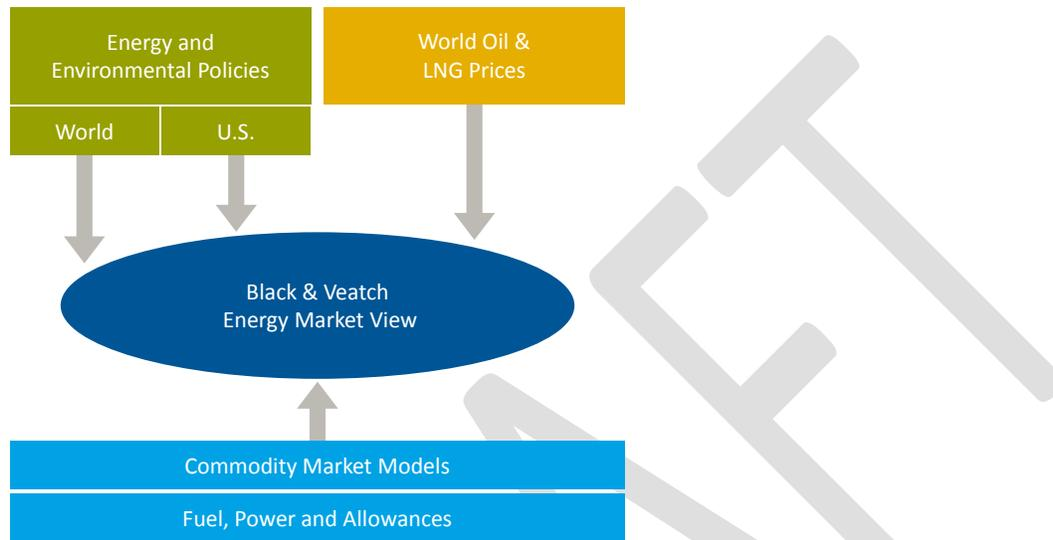 Energy and
Environmental Policies
World Oil &
LNG Prices
World
U.S.
Black & Veatch
Energy Market View
Commodity Market Models
Fuel, Power and Allowances